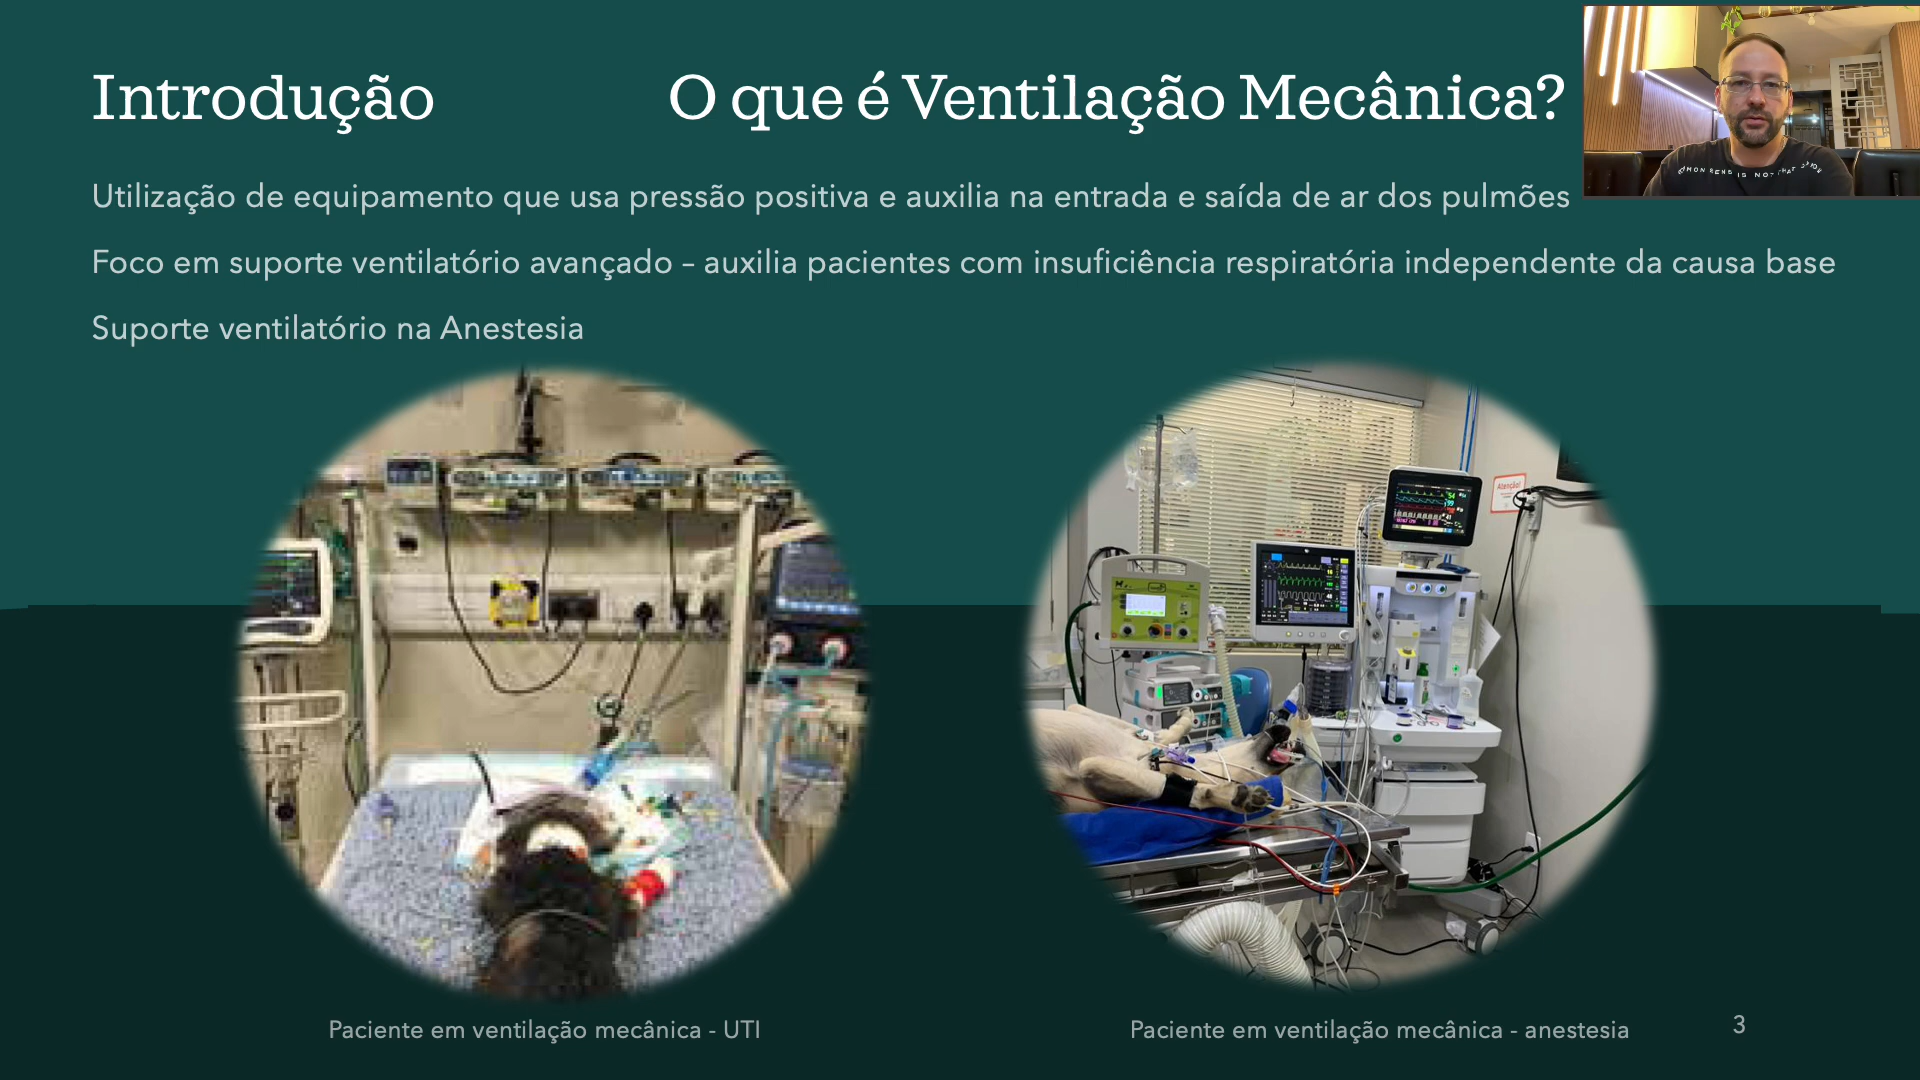 Introdução
O que é Ventilação Mecânica?
Utilização de equipamento que usa pressão positiva e auxilia na entrada e saída de ar dos pulmões
Foco em suporte ventilatório avançado – auxilia pacientes com insuficiência respiratória independente da causa base
Suporte ventilatório na Anestesia
Atenção!
Paciente em ventilação mecânica - UTI
Paciente em ventilação mecânica - anestesia
3